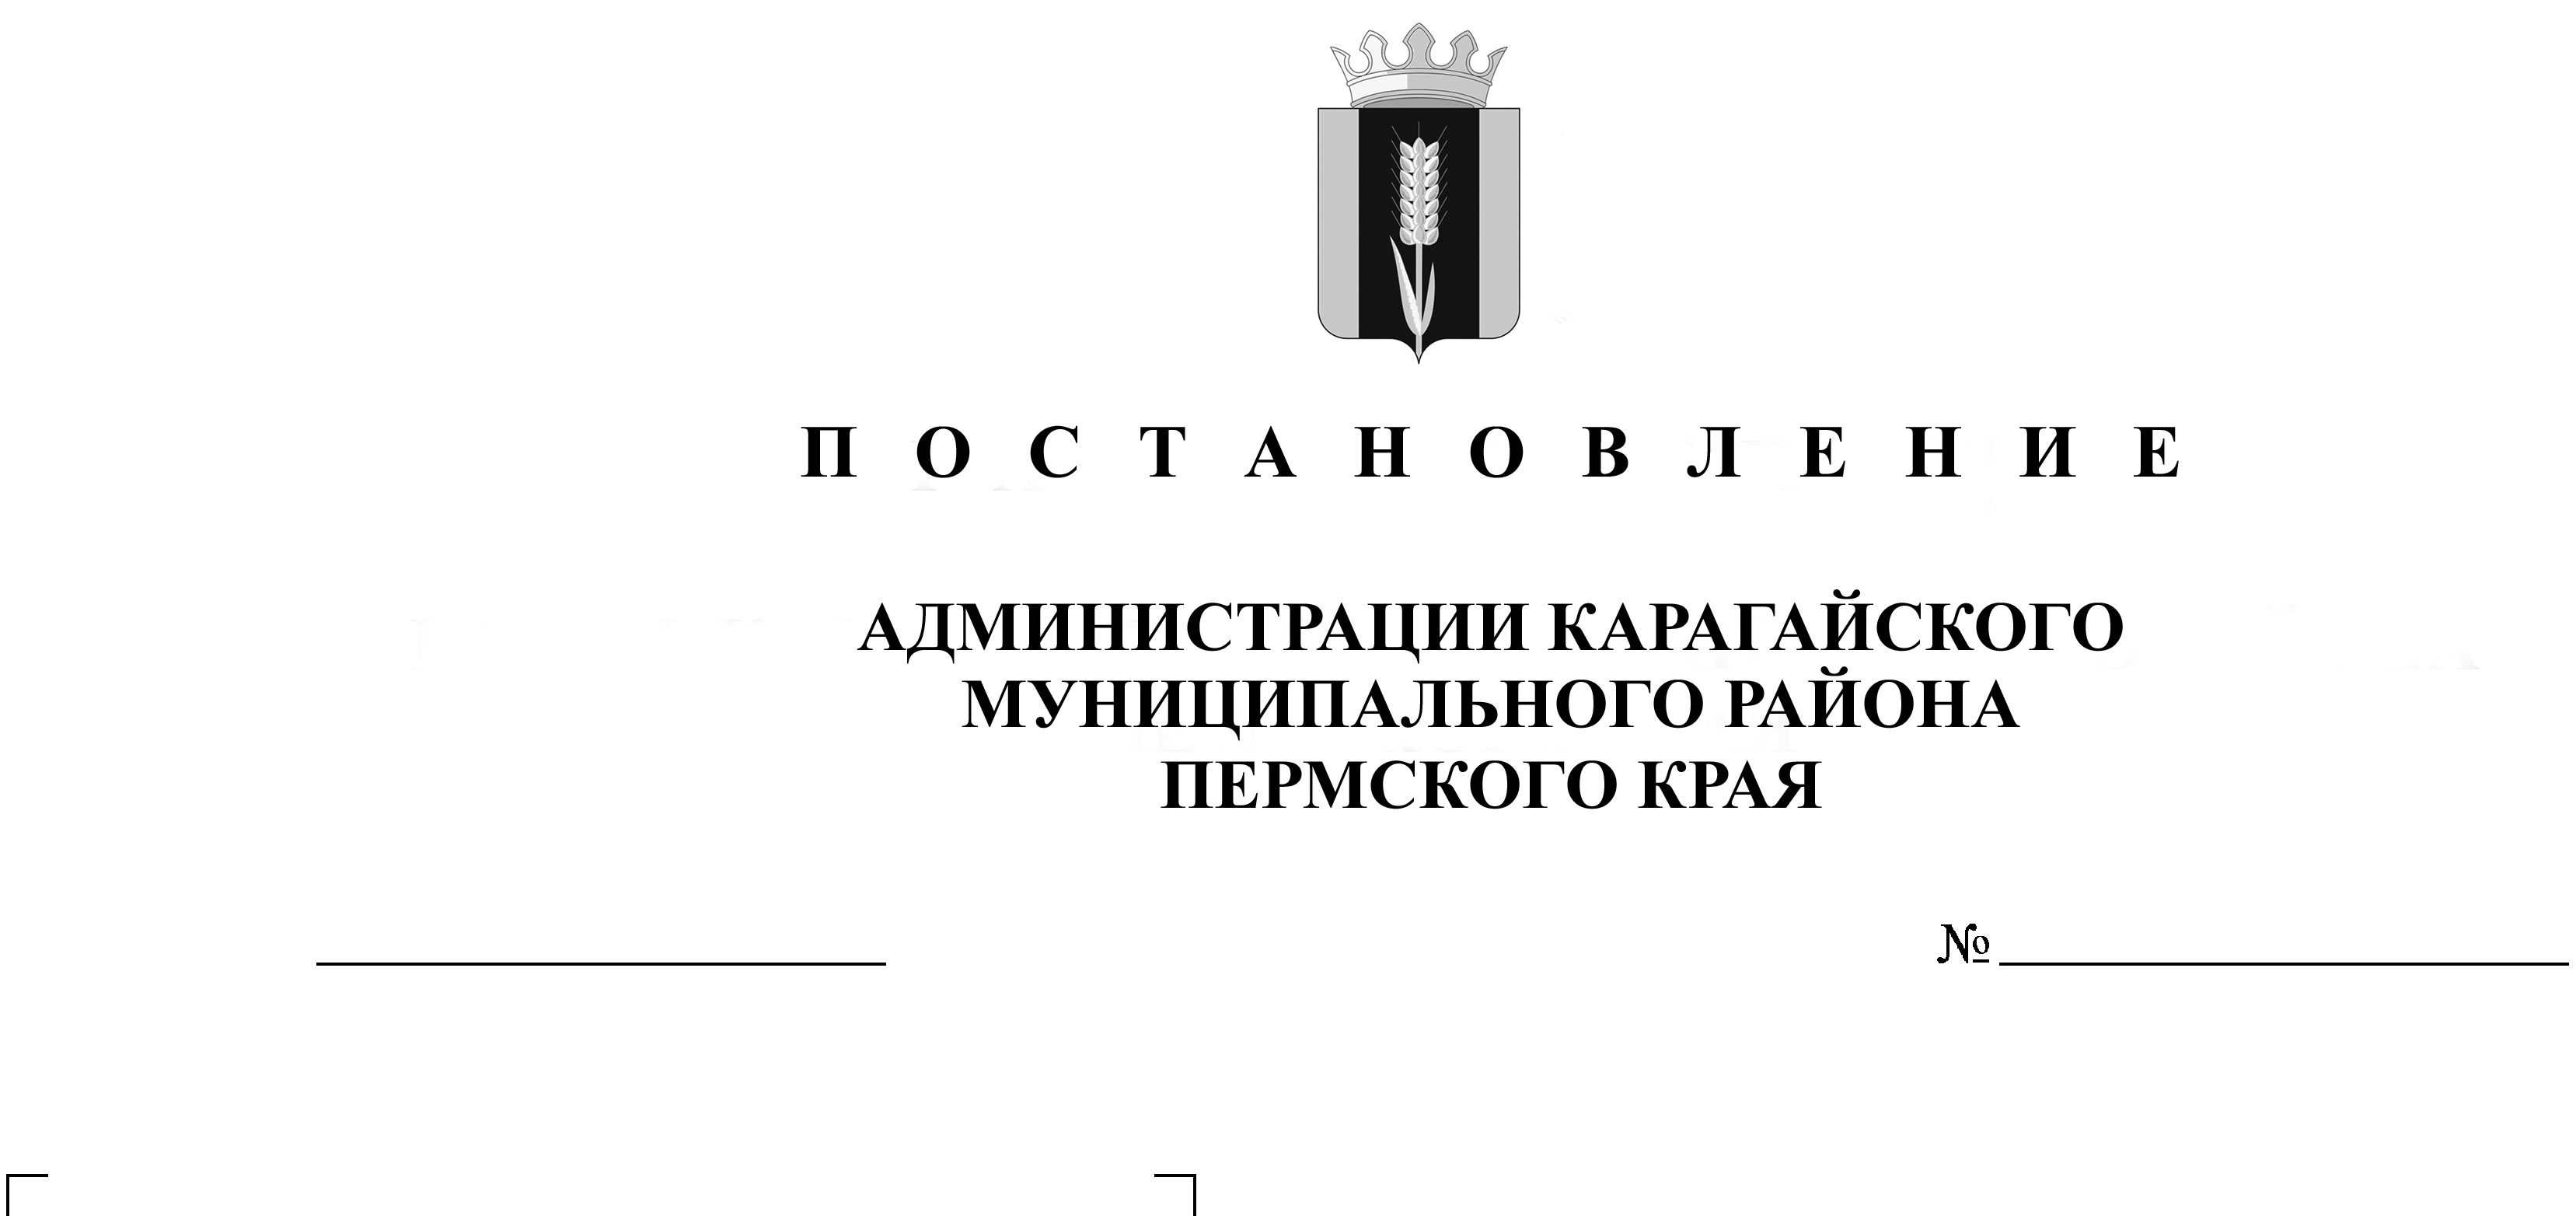 П О С Т А Н О В Л Е Н И Е
АДМИНИСТРАЦИИ КАРАГАЙСКОГО
МУНИЦИПАЛЬНОГО РАЙОНА
ПЕРМСКОГО КРАЯ
№